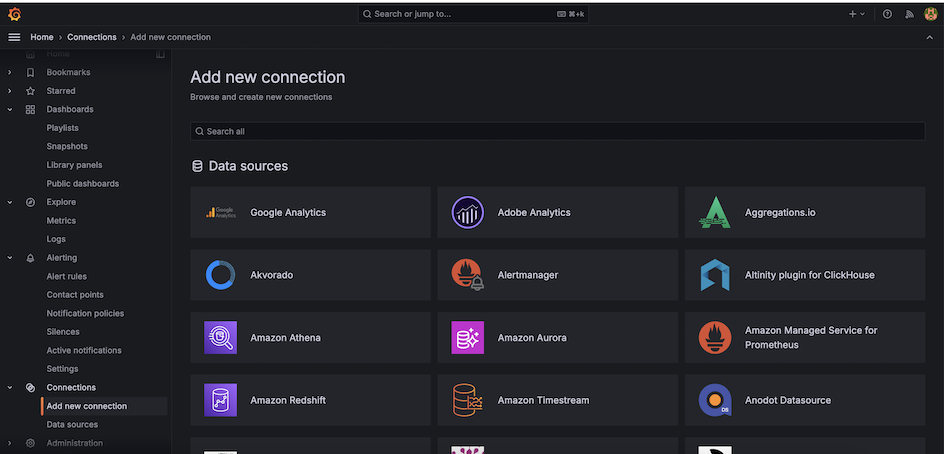 Search or jump to...
⌘+k
Home › Connections › Add new connection
Home
Bookmarks
Starred
Dashboards
Playlists
Snapshots
Library panels
Public dashboards
Explore
Metrics
Logs
Alerting
Alert rules
Contact points
Notification policies
Silences
Active notifications
Settings
Connections
Add new connection
Data sources
Administration
Add new connection
Browse and create new connections
Search all
Data sources
Google Analytics
Google Analytics
Adobe Analytics
Aggregations.io
Akvorado
Alertmanager
Altinity plugin for ClickHouse
Amazon Athena
Amazon Aurora
Amazon Managed Service for
Prometheus
Amazon Redshift
Amazon Timestream
DS
Anodot Datasource